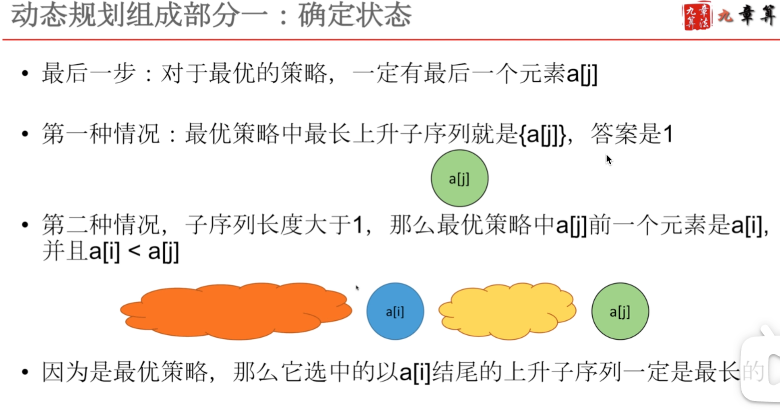 动态规划组成部分一：确定状态
九章算法
九章算
• 最后一步：对于最优的策略，一定有最后一个元素a[j]
• 第一种情况：最优策略中最长上升子序列就是{a[j]}，答案是1
a[j]
• 第二种情况，子序列长度大于1，那么最优策略中a[j]前一个元素是a[i]，
并且a[i] < a[j]
a[i]
a[j]
• 因为是最优策略，那么它选中的以a[i]结尾的上升子序列一定是最长的